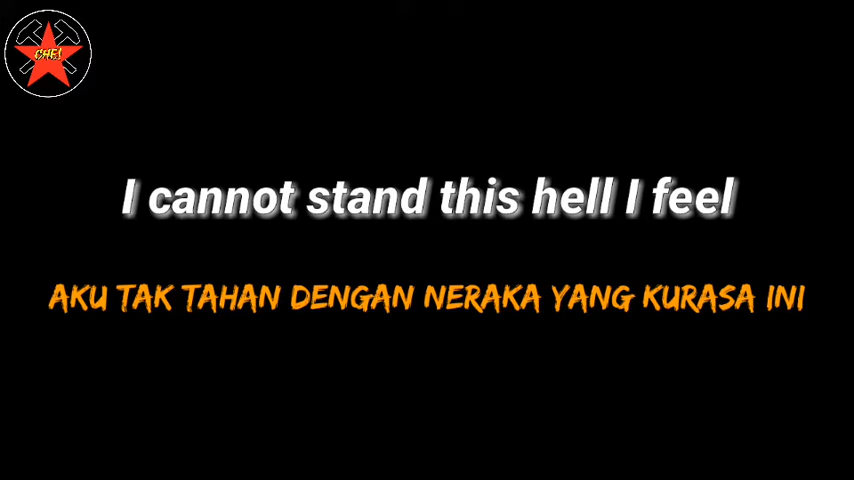 CHE!
I cannot stand this hell I feel
AKU TAK TAHAN DENGAN NERAKA YANG KURASA INI